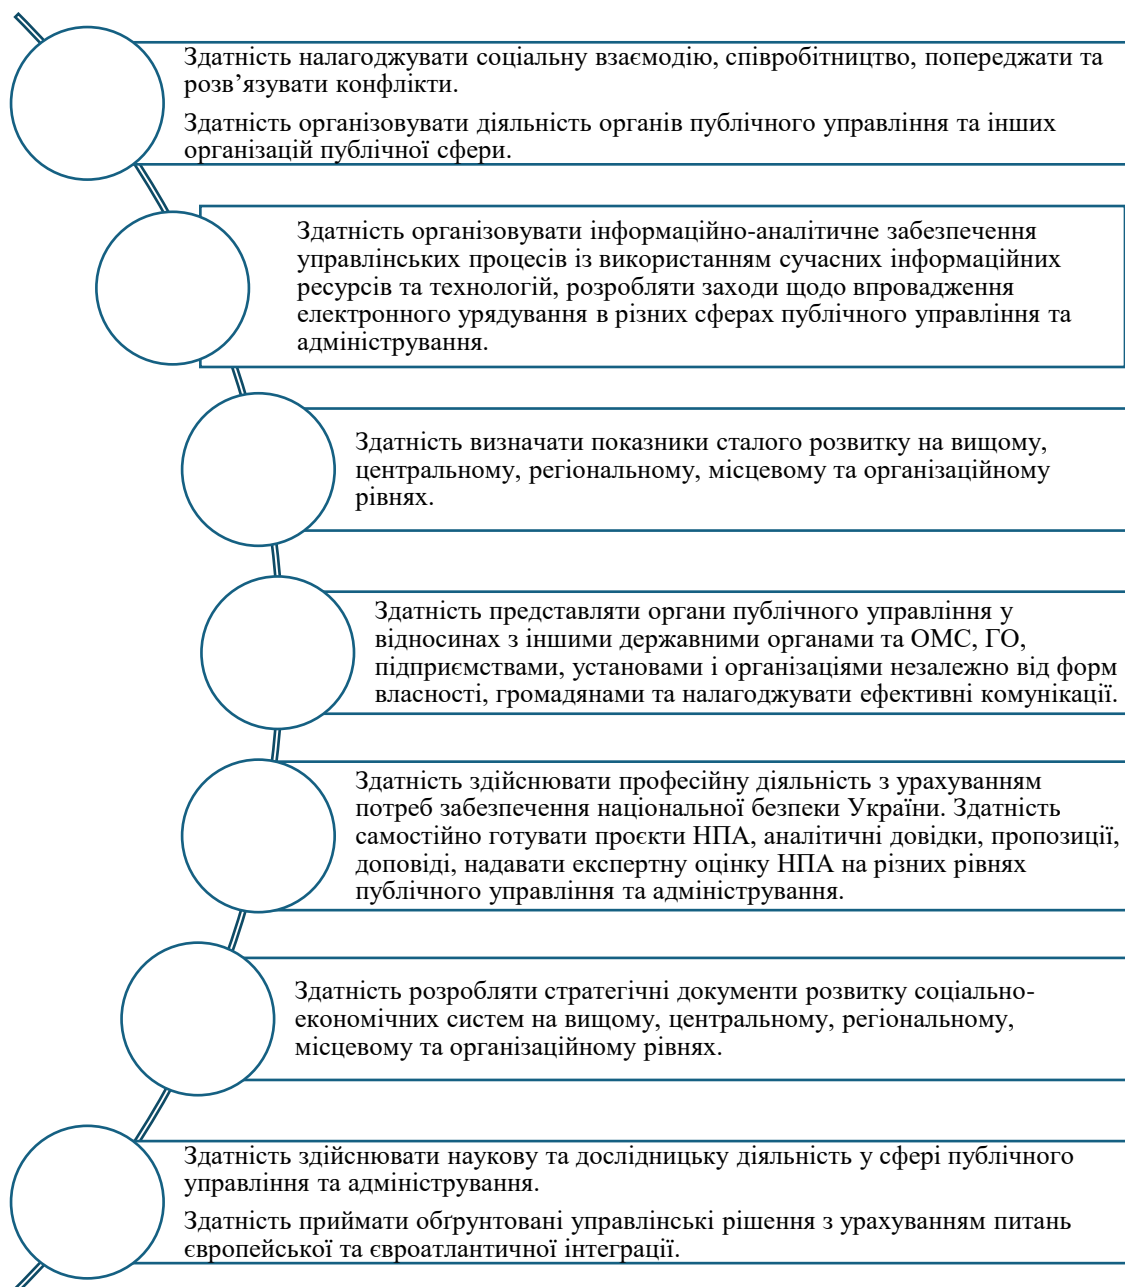 Здатність налагоджувати соціальну взаємодію, співробітництво, попереджати та
розв’язувати конфлікти.
Здатність організовувати діяльність органів публічного управління та інших
організацій публічної сфери.
Здатність організовувати інформаційно-аналітичне забезпечення
управлінських процесів із використанням сучасних інформаційних
ресурсів та технологій, розробляти заходи щодо впровадження
електронного урядування в різних сферах публічного управління та
адміністрування.
Здатність визначати показники сталого розвитку на вищому,
центральному, регіональному, місцевому та організаційному
рівнях.
Здатність представляти органи публічного управління у
відносинах з іншими державними органами та ОМС, ГО,
підприємствами, установами і організаціями незалежно від форм
власності, громадянами та налагоджувати ефективні комунікації.
Здатність здійснювати професійну діяльність з урахуванням
потреб забезпечення національної безпеки України. Здатність
самостійно готувати проєкти НПА, аналітичні довідки, пропозиції,
доповіді, надавати експертну оцінку НПА на різних рівнях
публічного управління та адміністрування.
Здатність розробляти стратегічні документи розвитку соціально-
економічних систем на вищому, центральному, регіональному,
місцевому та організаційному рівнях.
Здатність здійснювати наукову та дослідницьку діяльність у сфері публічного
управління та адміністрування.
Здатність приймати обґрунтовані управлінські рішення з урахуванням питань
європейської та євроатлантичної інтеграції.